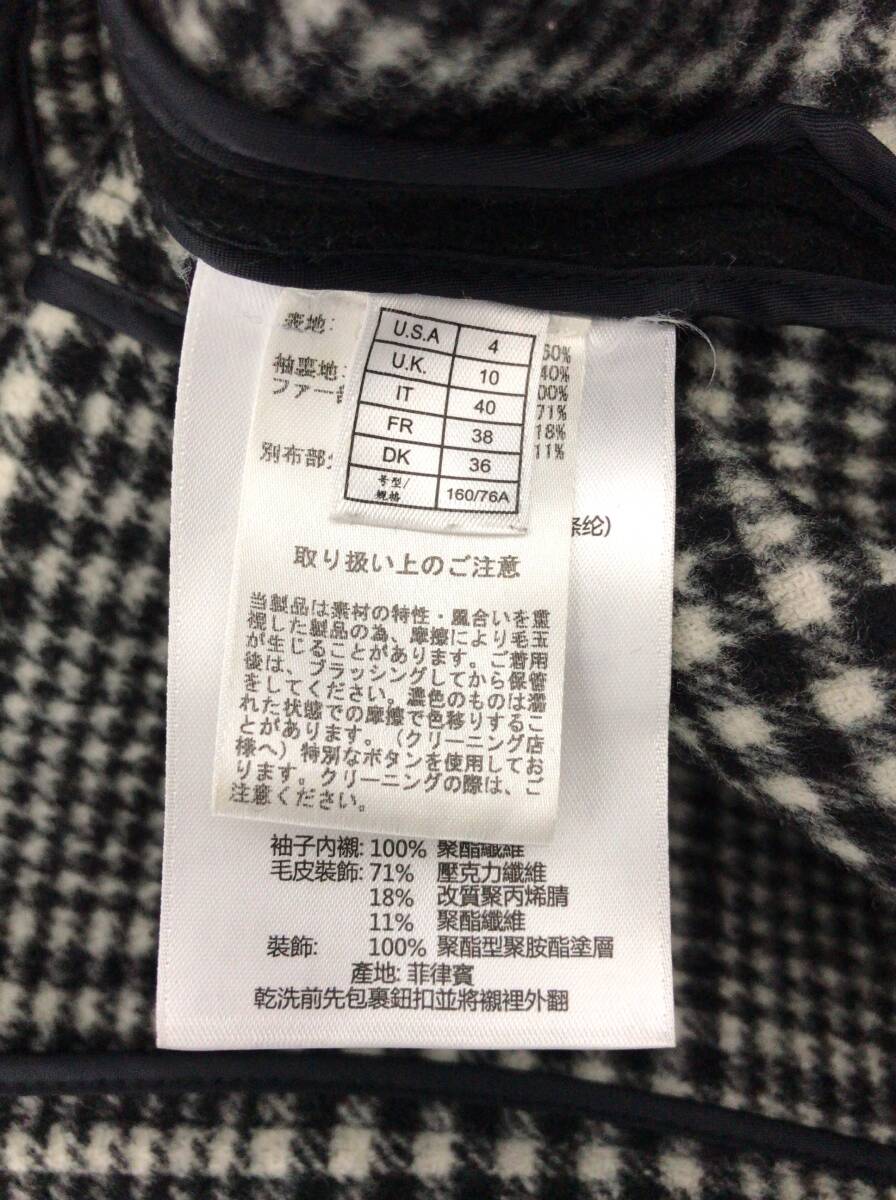 U.S.A 4
U.K. 10
IT 40
FR 38
DK 36
号型/规格 160/76A
表地: 60%
40%
袖裏地: 00%
ファー部 71%
18%
11%
別布部
条纶)
取り扱い上のご注意
当製品は素材の特性・風合いを重
視した製品の為、摩擦により毛玉
が生じることがあります。ご着用
後は、ブラッシングしてから保管
をしてください。濃色のものは濡
れた状態での摩擦で色移りするこ
とがあります。(クリーニング店
様へ)特別なボタンを使用してお
ります。クリーニングの際は、ご
注意ください。
袖子內襯: 100% 聚酯纖維
毛皮裝飾: 71% 壓克力纖維
18% 改質聚丙烯腈
11% 聚酯纖維
裝飾: 100% 聚酯型聚胺酯塗層
產地: 菲律賓
乾洗前先包裹鈕扣並將襯裡外翻